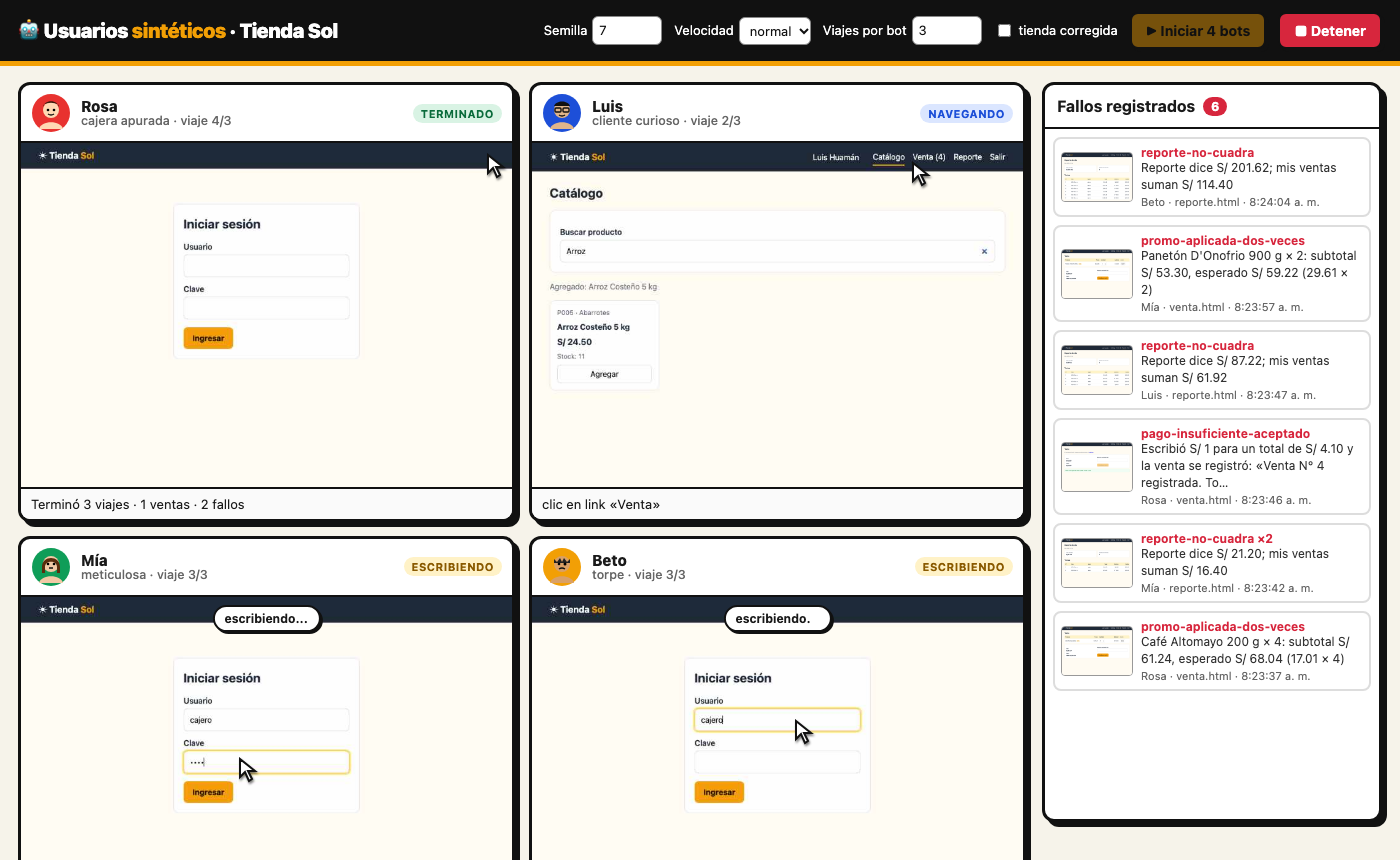 🤖 Usuarios sintéticos · Tienda Sol
Semilla 7 Velocidad normal Viajes por bot 3 tienda corregida ▶ Iniciar 4 bots ■ Detener
Rosa
cajera apurada · viaje 4/3
TERMINADO
☀ Tienda Sol
Iniciar sesión
Usuario
Clave
Ingresar
Terminó 3 viajes · 1 ventas · 2 fallos
Luis
cliente curioso · viaje 2/3
NAVEGANDO
☀ Tienda Sol Luis Huamán Catálogo Venta (4) Reporte Salir
Catálogo
Buscar producto
Arroz ×
Agregado: Arroz Costeño 5 kg
P005 · Abarrotes
Arroz Costeño 5 kg
S/ 24.50
Stock: 11
Agregar
clic en link «Venta»
Mía
meticulosa · viaje 3/3
ESCRIBIENDO
☀ Tienda Sol
escribiendo...
Iniciar sesión
Usuario
cajero
Clave
••••
Ingresar
Beto
torpe · viaje 3/3
ESCRIBIENDO
☀ Tienda Sol
escribiendo.
Iniciar sesión
Usuario
cajero
Clave
Ingresar
Fallos registrados 6
reporte-no-cuadra
Reporte dice S/ 201.62; mis ventas
suman S/ 114.40
Beto · reporte.html · 8:24:04 a. m.
promo-aplicada-dos-veces
Panetón D'Onofrio 900 g × 2: subtotal
S/ 53.30, esperado S/ 59.22 (29.61 ×
2)
Mía · venta.html · 8:23:57 a. m.
reporte-no-cuadra
Reporte dice S/ 87.22; mis ventas
suman S/ 61.92
Luis · reporte.html · 8:23:47 a. m.
pago-insuficiente-aceptado
Escribió S/ 1 para un total de S/ 4.10 y
la venta se registró: «Venta N° 4
registrada. To…
Rosa · venta.html · 8:23:46 a. m.
reporte-no-cuadra ×2
Reporte dice S/ 21.20; mis ventas
suman S/ 16.40
Mía · reporte.html · 8:23:42 a. m.
promo-aplicada-dos-veces
Café Altomayo 200 g × 4: subtotal S/
61.24, esperado S/ 68.04 (17.01 × 4)
Rosa · venta.html · 8:23:37 a. m.